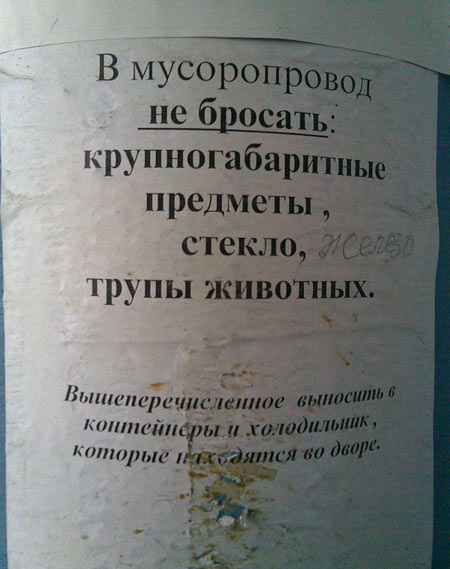 В мусоропровод
не бросать:
крупногабаритные
предметы ,
стекло, железо
трупы животных.
Вышеперечисленное выносить в
контейнеры и холодильник,
которые находятся во дворе.